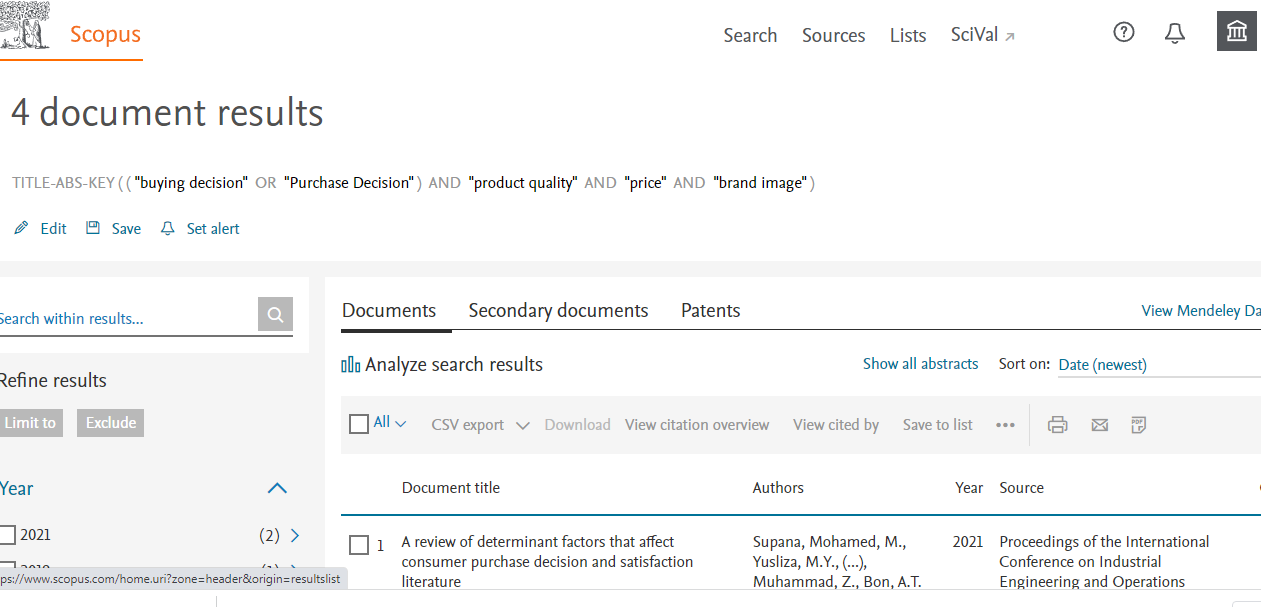 Scopus
Search Sources Lists SciVal
4 document results
TITLE-ABS-KEY ( ( "buying decision" OR "Purchase Decision" ) AND "product quality" AND "price" AND "brand image" )
Edit Save Set alert
Search within results...
Refine results
Limit to Exclude
Year
2021 (2)
ps://www.scopus.com/home.uri?zone=header&origin=resultslist
Documents Secondary documents Patents
View Mendeley Da
Analyze search results
Show all abstracts Sort on: Date (newest)
All CSV export Download View citation overview View cited by Save to list
PDF
Document title Authors Year Source
1 A review of determinant factors that affect Supana, Mohamed, M., 2021 Proceedings of the International
consumer purchase decision and satisfaction Yusliza, M.Y., (...), Conference on Industrial
literature Muhammad, Z., Bon, A.T. Engineering and Operations